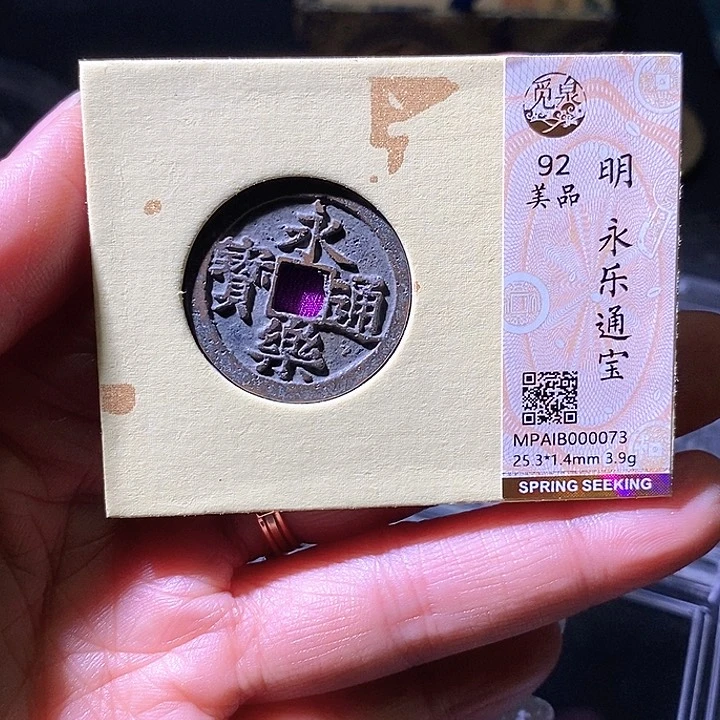 永樂通寶
觅泉
92
美品
明 永乐通宝
MPAIB000073
25.3*1.4mm 3.9g
SPRING SEEKING